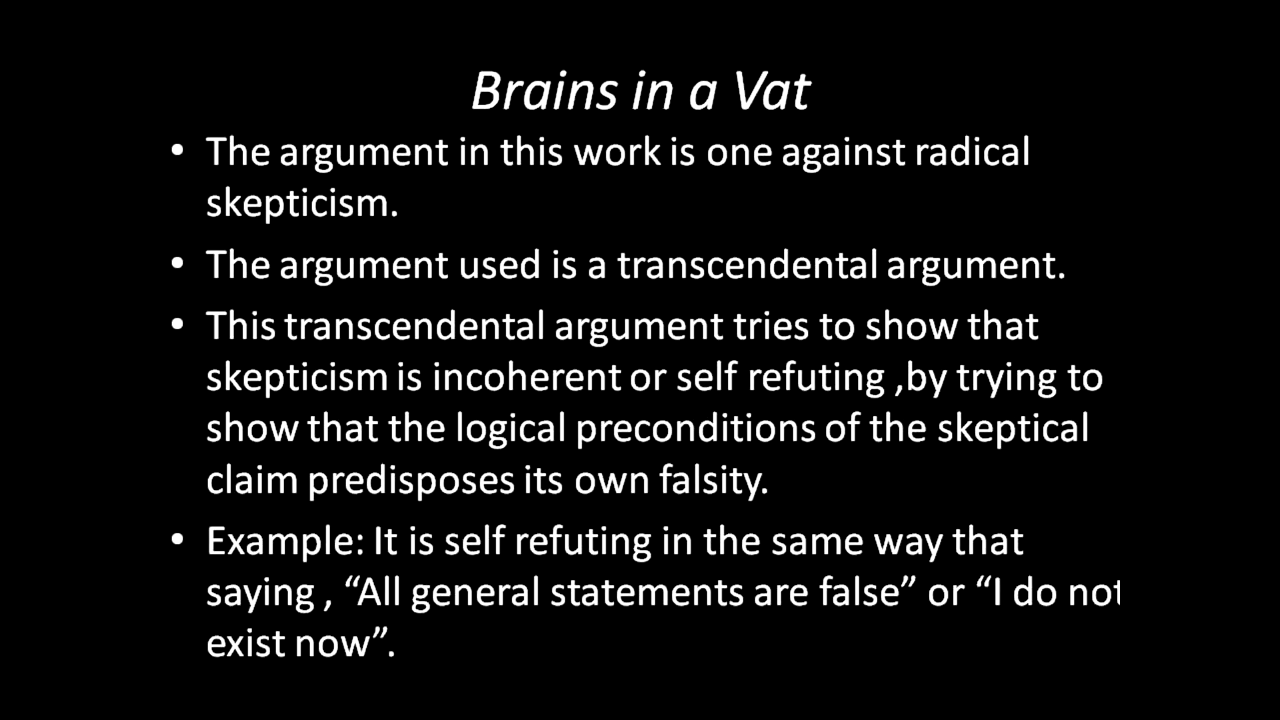 Brains in a Vat
• The argument in this work is one against radical
skepticism.
• The argument used is a transcendental argument.
• This transcendental argument tries to show that
skepticism is incoherent or self refuting ,by trying to
show that the logical preconditions of the skeptical
claim predisposes its own falsity.
• Example: It is self refuting in the same way that
saying , “All general statements are false” or “I do not
exist now”.